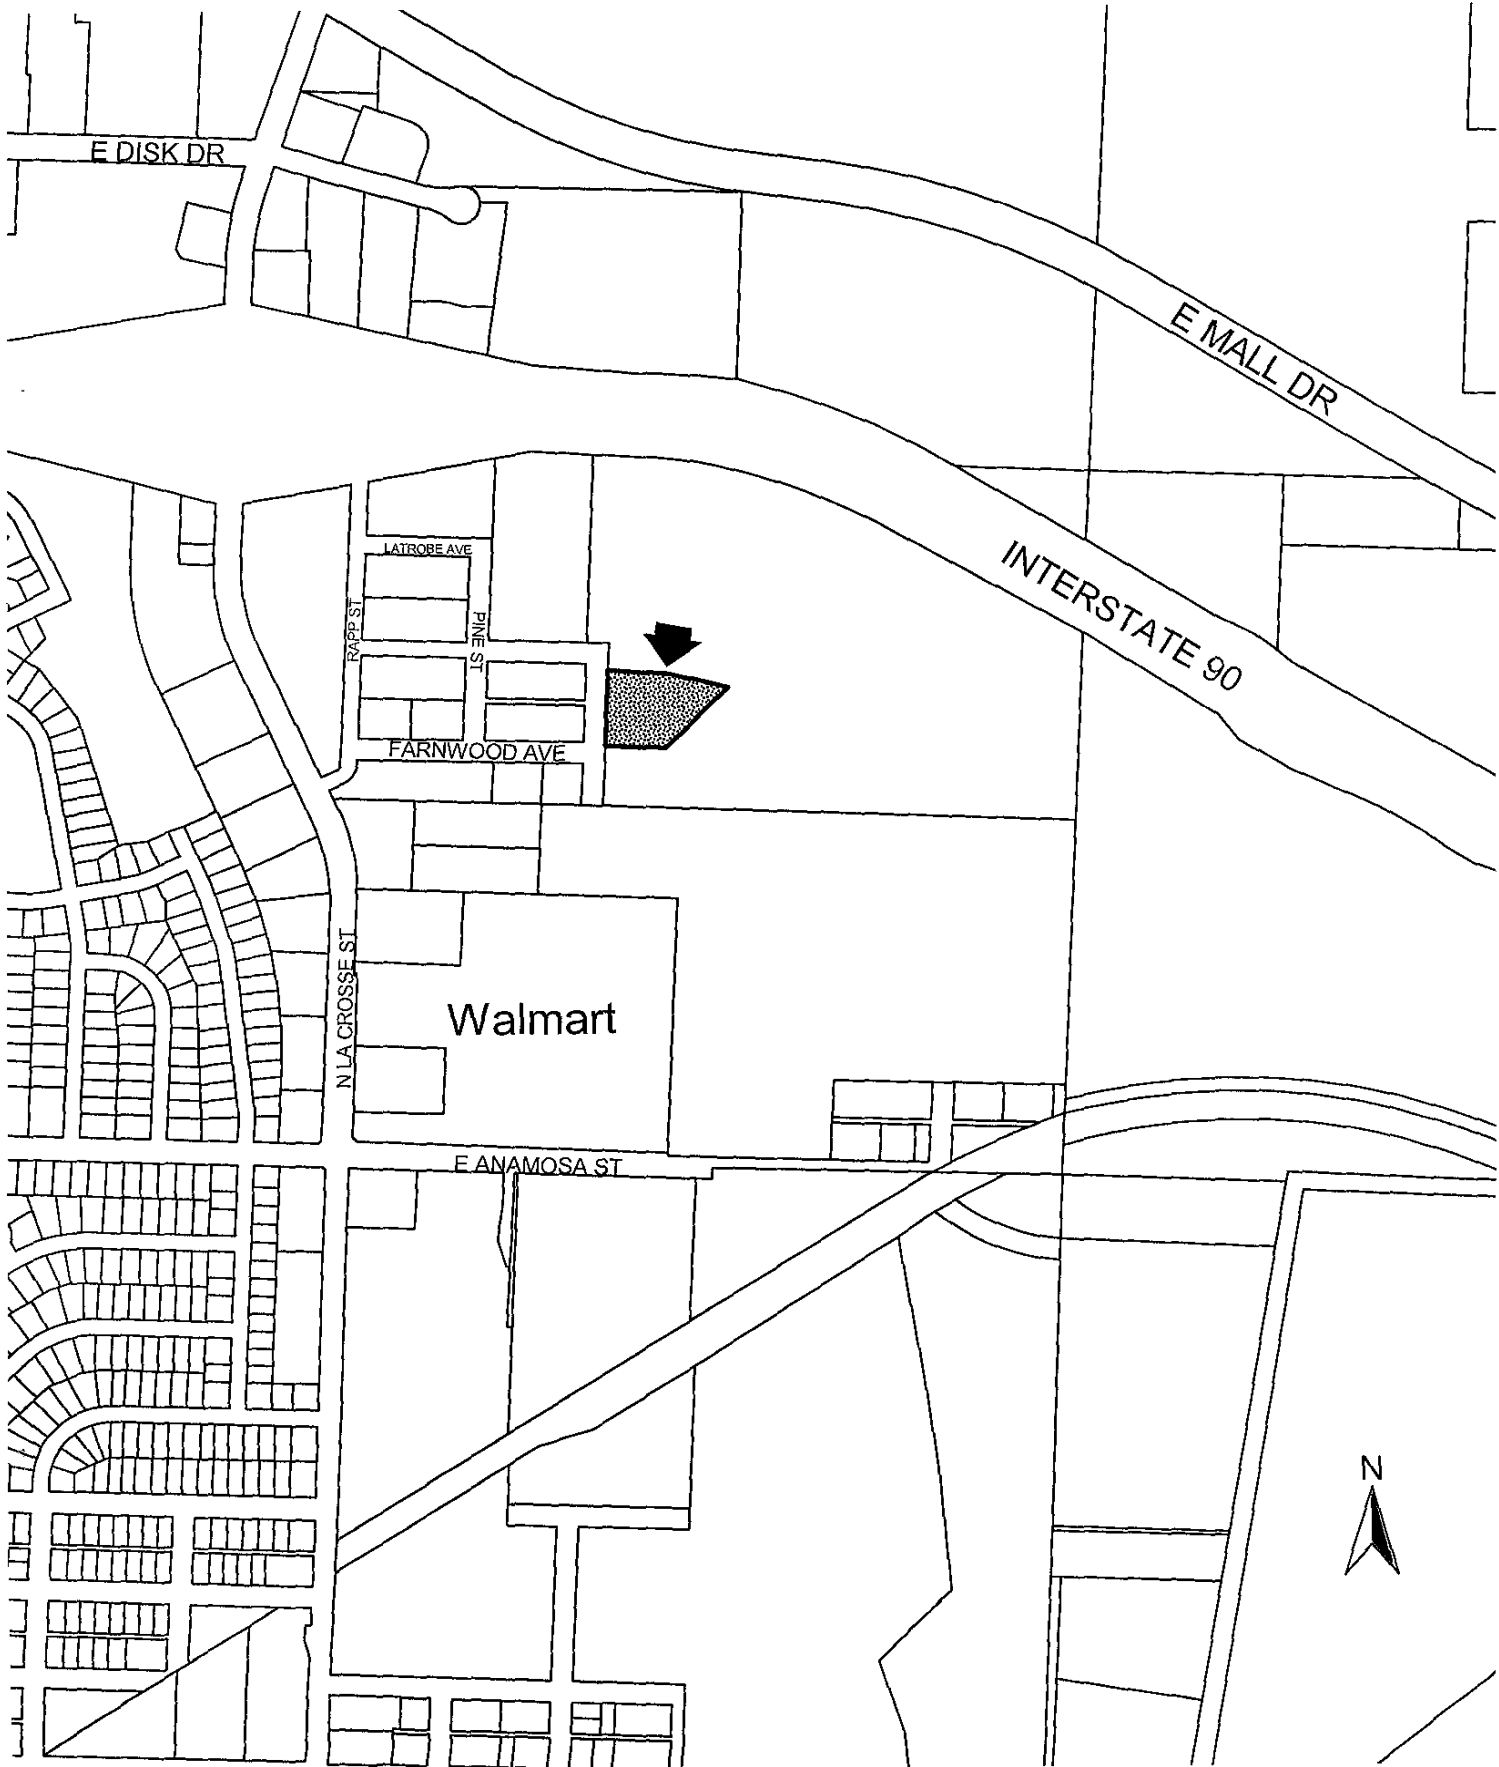 E DISK DR
E MALL DR
INTERSTATE 90
LATROBE AVE
RAPP ST
PINE ST
FARNWOOD AVE
N LA CROSSE ST
Walmart
E ANAMOSA ST
N